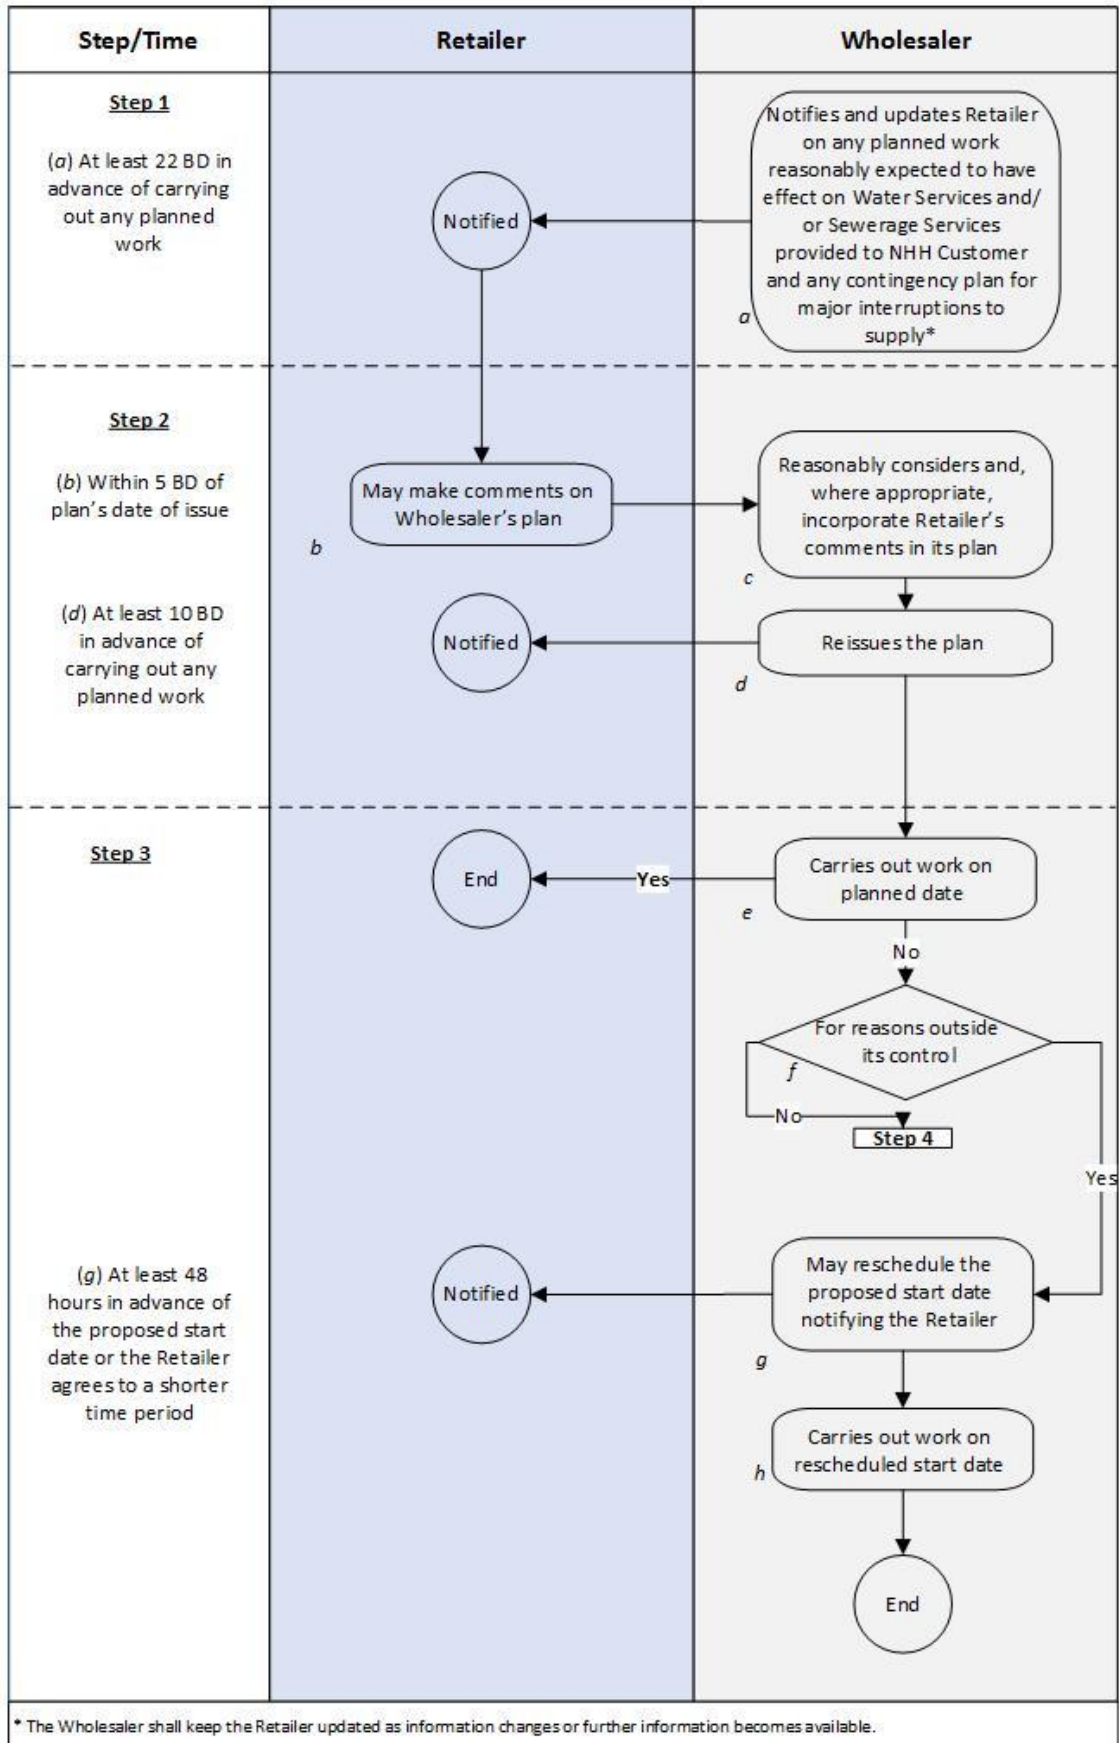 Step/Time
Retailer
Wholesaler
Step 1
(a) At least 22 BD in
advance of carrying
out any planned
work
Notified
Notifies and updates Retailer
on any planned work
reasonably expected to have
effect on Water Services and/
or Sewerage Services
provided to NHH Customer
and any contingency plan for
major interruptions to
supply*
a
Step 2
(b) Within 5 BD of
plan's date of issue
May make comments on
Wholesaler's plan
b
Reasonably considers and,
where appropriate,
incorporate Retailer's
comments in its plan
c
(d) At least 10 BD
in advance of
carrying out any
planned work
Notified
Reissues the plan
d
Step 3
End
Yes
Carries out work on
planned date
e
No
For reasons outside
its control
f
No
Step 4
Yes
(g) At least 48
hours in advance of
the proposed start
date or the Retailer
agrees to a shorter
time period
Notified
May reschedule the
proposed start date
notifying the Retailer
g
Carries out work on
rescheduled start date
h
End
* The Wholesaler shall keep the Retailer updated as information changes or further information becomes available.